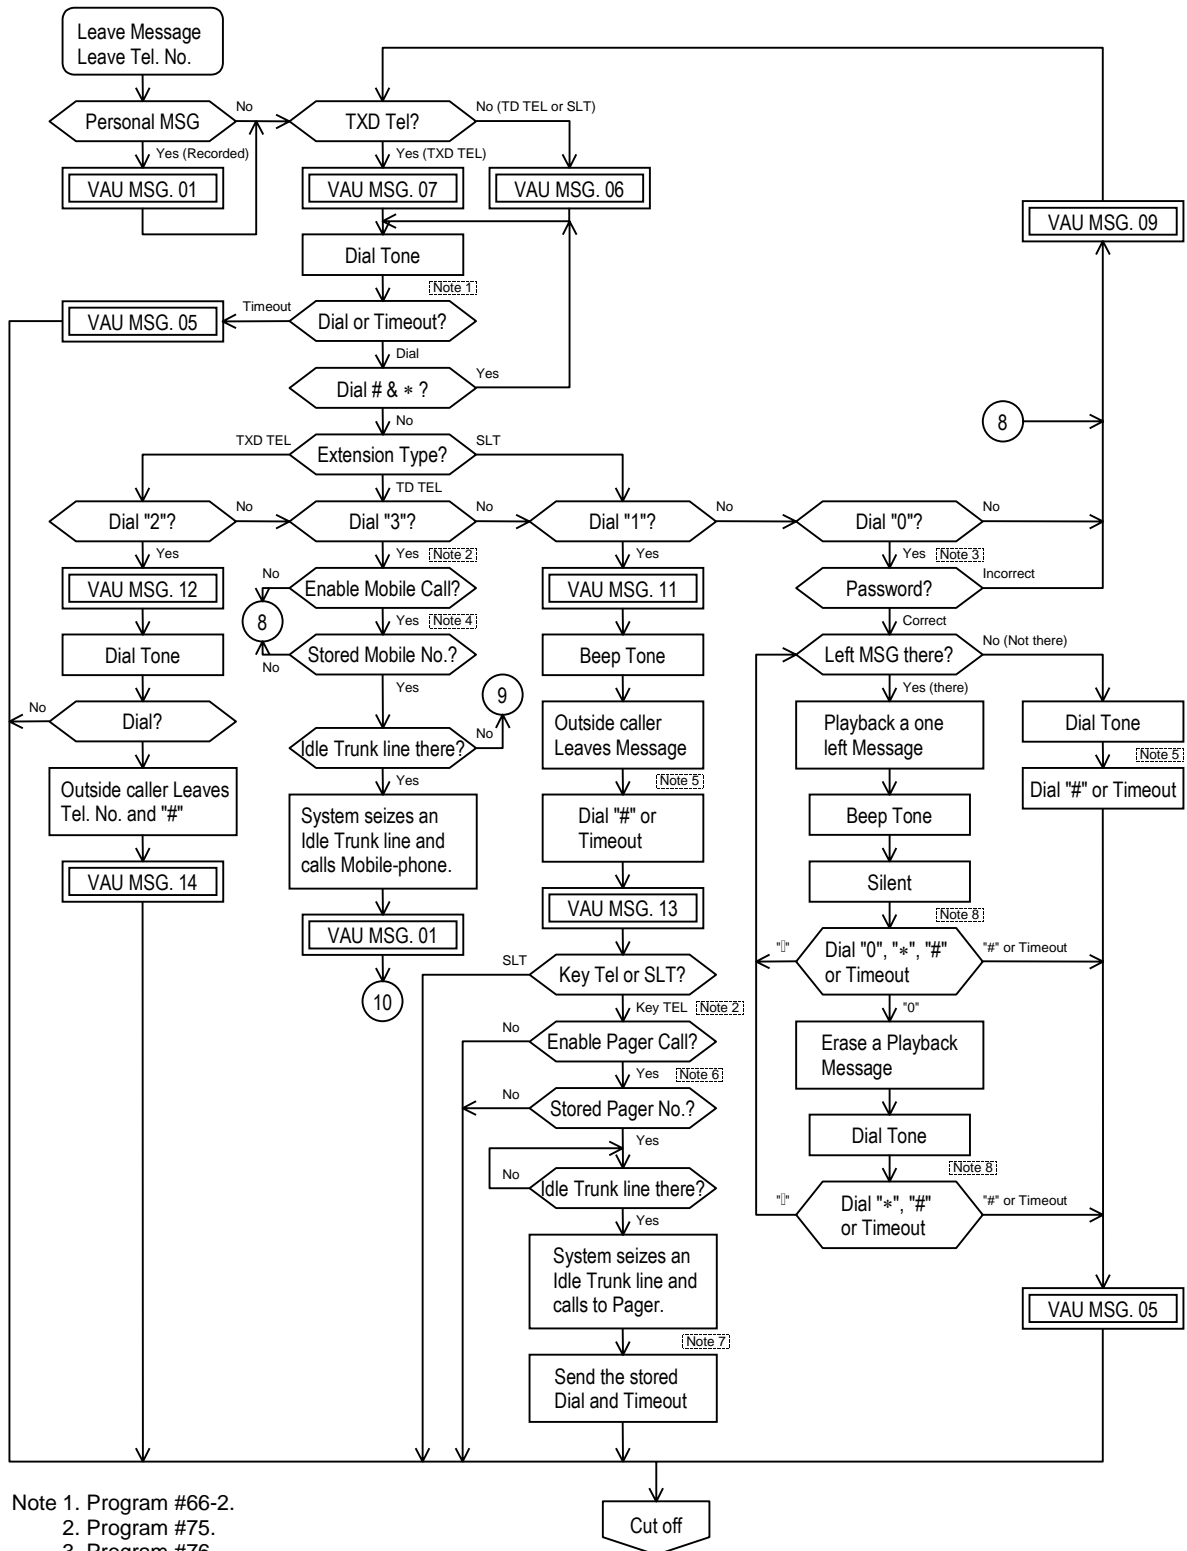 Leave Message
Leave Tel. No.
Personal MSG
No
Yes (Recorded)
VAU MSG. 01
TXD Tel?
No (TD TEL or SLT)
Yes (TXD TEL)
VAU MSG. 07
VAU MSG. 06
VAU MSG. 09
Dial Tone
Note 1
Timeout
VAU MSG. 05
Dial or Timeout?
Dial
Dial # & * ?
Yes
No
8
TXD TEL
Extension Type?
SLT
TD TEL
Dial "2"?
No
Dial "3"?
No
Dial "1"?
No
Dial "0"?
No
Yes
Yes
Note 2
Yes
Yes
Note 3
VAU MSG. 12
No
Enable Mobile Call?
VAU MSG. 11
Password?
Incorrect
8
Yes
Note 4
Correct
Dial Tone
No
Stored Mobile No.?
Beep Tone
Left MSG there?
No (Not there)
Yes
9
Yes (there)
No
Dial?
Idle Trunk line there?
No
Outside caller
Leaves Message
Playback a one
left Message
Dial Tone
Yes
Note 5
Note 5
Outside caller Leaves
Tel. No. and "#"
System seizes an
Idle Trunk line and
calls Mobile-phone.
Dial "#" or
Timeout
Beep Tone
Dial "#" or Timeout
VAU MSG. 14
VAU MSG. 13
Silent
VAU MSG. 01
Note 8
SLT
Key Tel or SLT?
" "
Dial "0", "*", "#"
or Timeout
"#" or Timeout
10
Key TEL
Note 2
"0"
No
Enable Pager Call?
Erase a Playback
Message
Yes
Note 6
No
Stored Pager No.?
Dial Tone
Yes
Note 8
No
Idle Trunk line there?
" "
Dial "*", "#"
or Timeout
"#" or Timeout
Yes
System seizes an
Idle Trunk line and
calls to Pager.
VAU MSG. 05
Note 7
Send the stored
Dial and Timeout
Cut off
Note 1. Program #66-2.
2. Program #75.
3. Program #76.